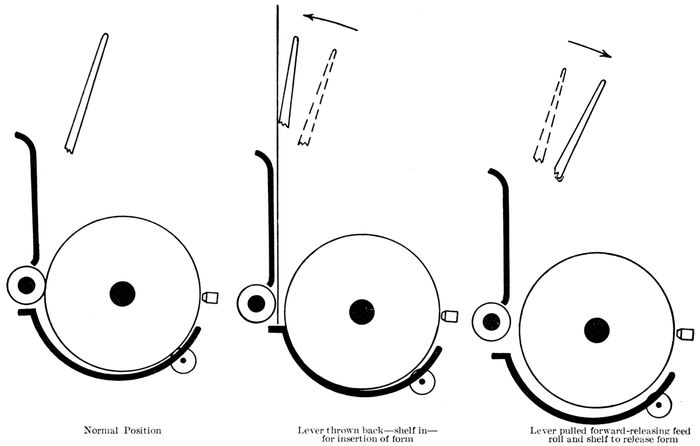 Normal Position
Lever thrown back—shelf in—
for insertion of form
Lever pulled forward-releasing feed
roll and shelf to release form